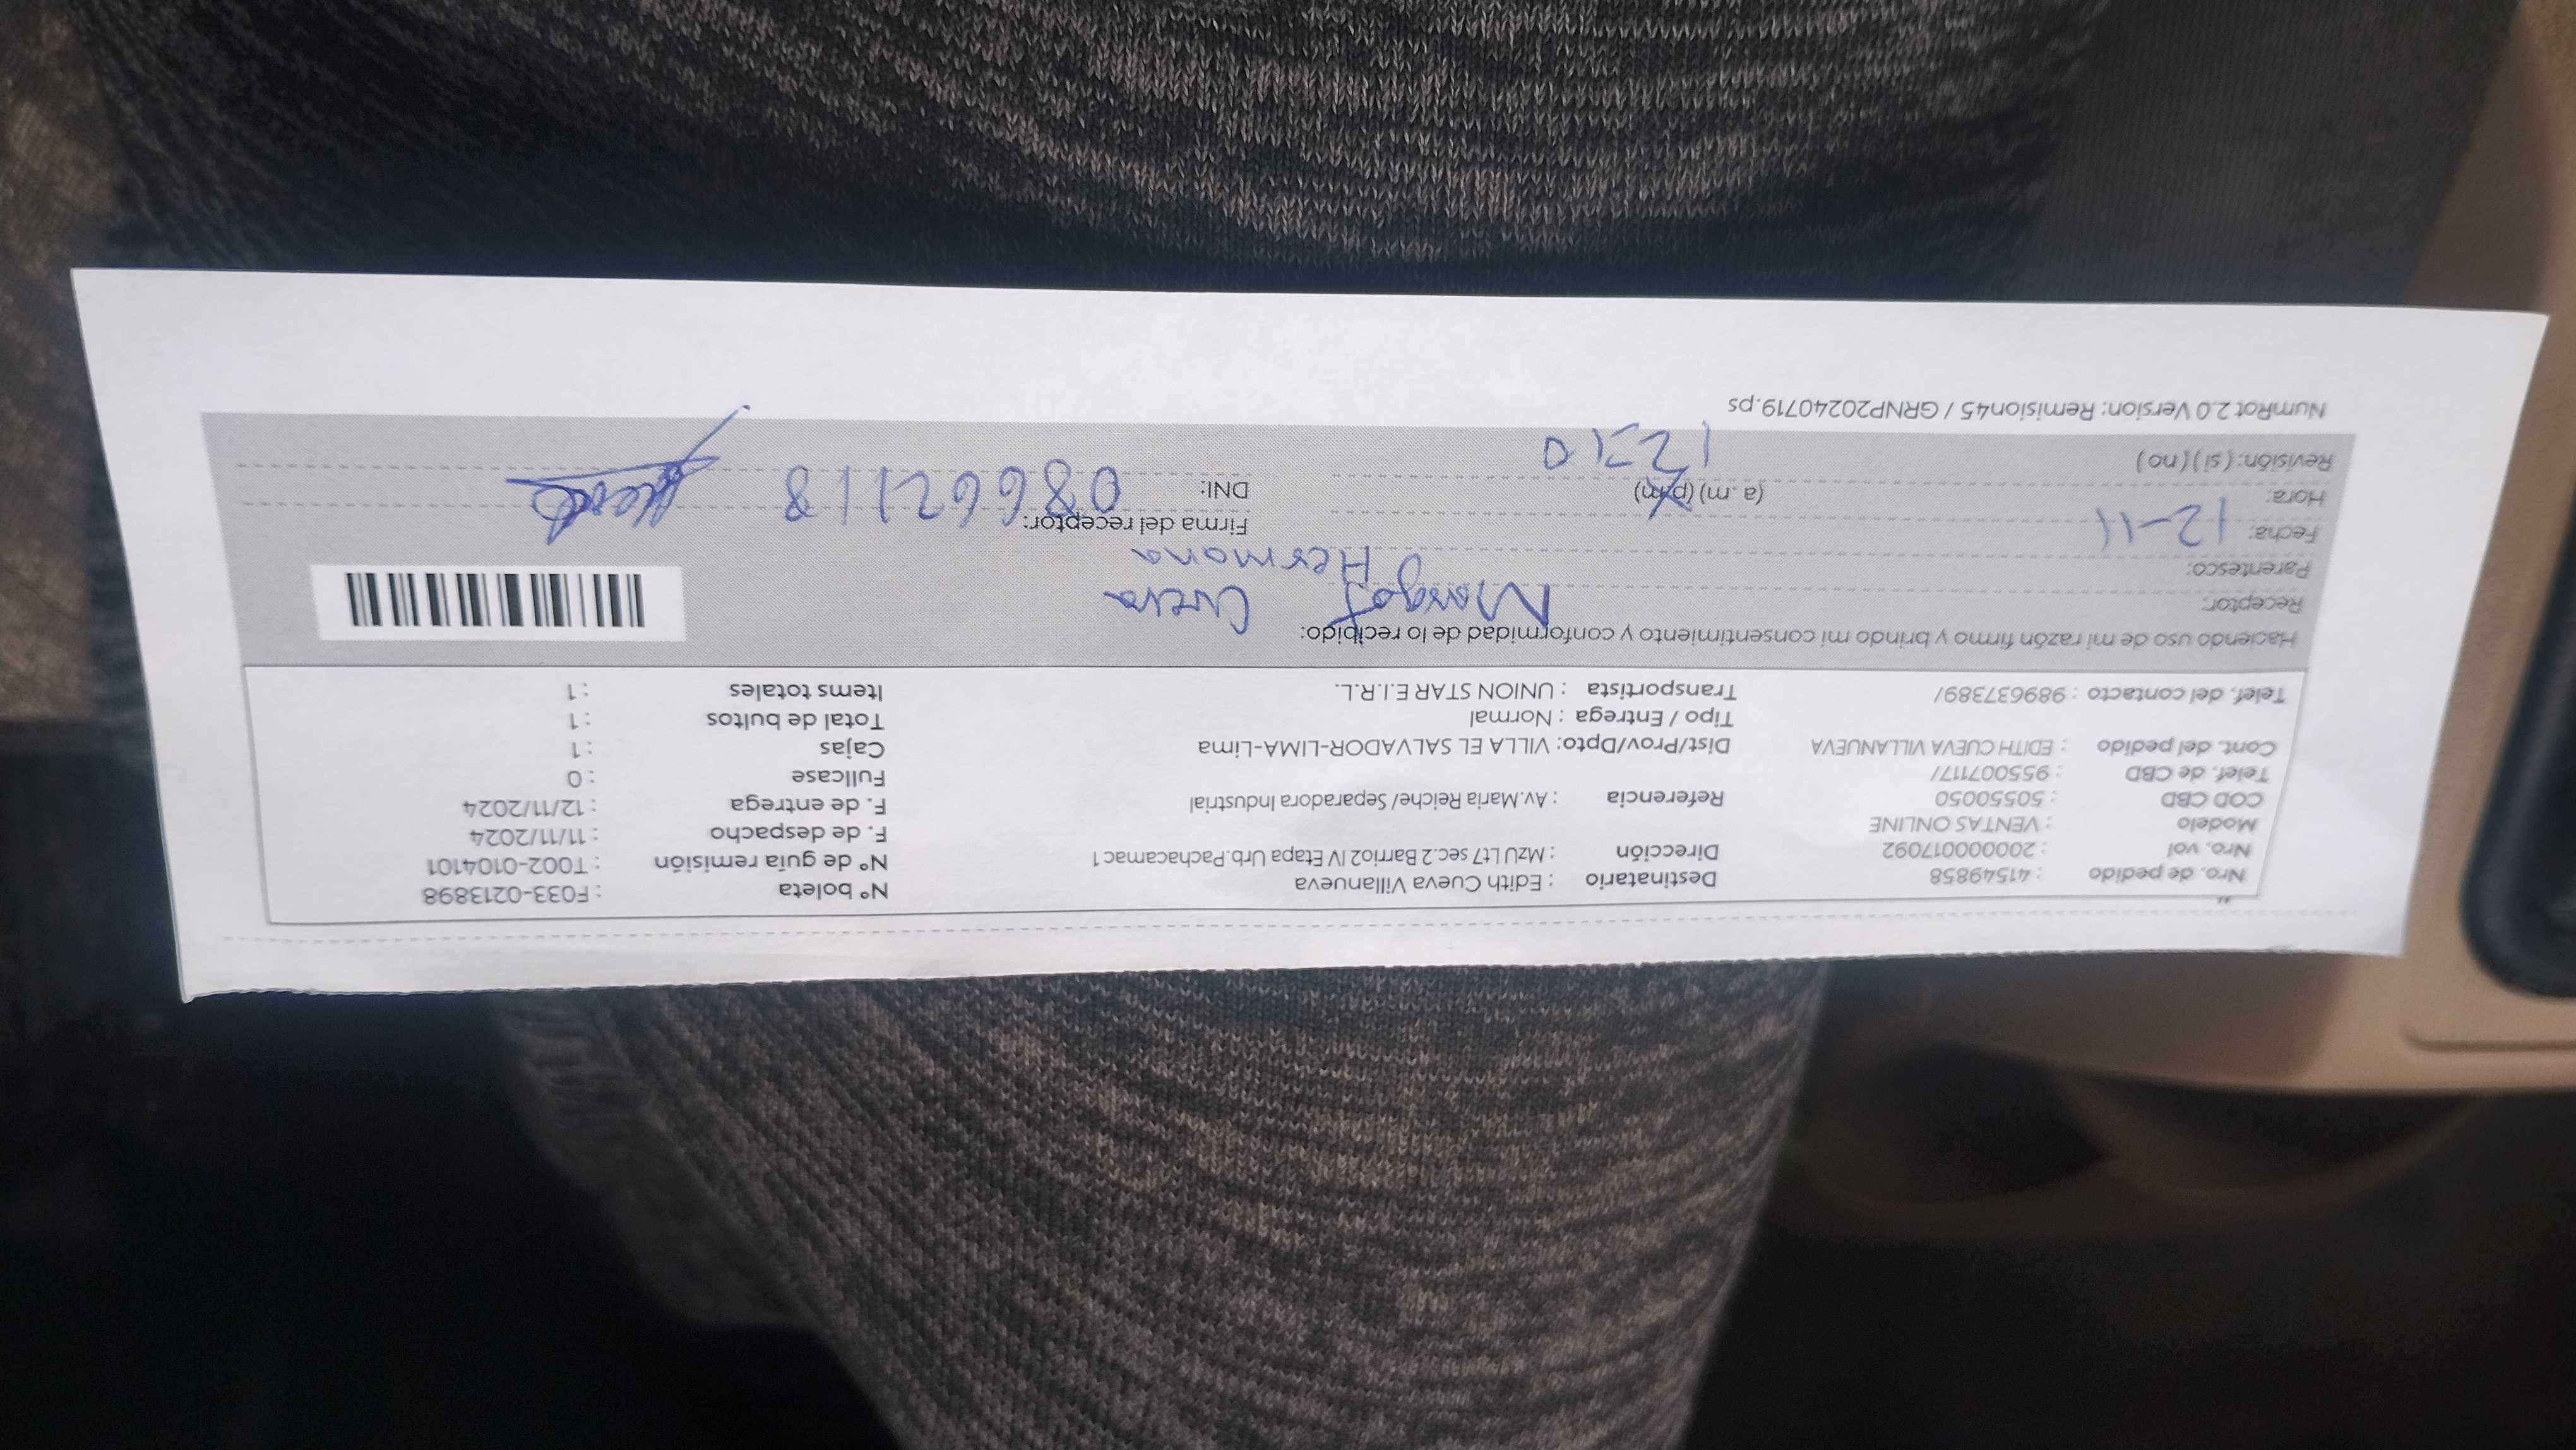 Nro. de pedido : 41549858
Nro. vol : 20000017092
Modelo : VENTAS ONLINE
COD CBD : 50550050
Telef. de CBD : 955007117/
Cont. del pedido : EDITH CUEVA VILLANUEVA
Telef. del contacto : 989637389/
Destinatario : Edith Cueva Villanueva
Dirección : MzU Lt7 sec.2 Barrio2 IV Etapa Urb.Pachacamac 1
Referencia : Av.Maria Reiche/ Separadora Industrial
Dist/Prov/Dpto: VILLA EL SALVADOR-LIMA-Lima
Tipo / Entrega : Normal
Transportista : UNION STAR E.I.R.L.
N° boleta : F033-0213898
N° de guía remisión : T002-0104101
F. de despacho : 11/11/2024
F. de entrega : 12/11/2024
Fullcase : 0
Cajas : 1
Total de bultos : 1
Items totales : 1
Haciendo uso de mi razón firmo y brindo mi consentimiento y conformidad de lo recibido:
Receptor: Margot Cueva
Parentesco: Hermana
Fecha: 12-11
Hora: (a. m) (p.m)
Revisión: (si) (no) 12:10
Firma del receptor:
DNI: 08662118
NumRot 2.0 Version: Remision45 / GRNP20240719.ps